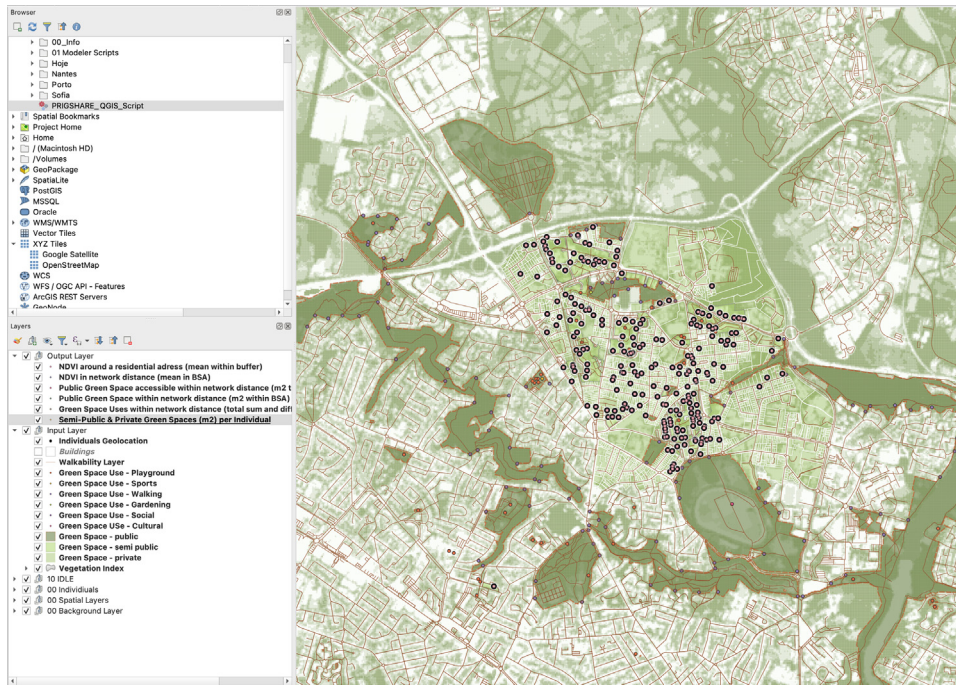 Browser
00_Info
01 Modeler Scripts
Hoje
Nantes
Porto
Sofia
PRIGSHARE_QGIS_Script
Spatial Bookmarks
Project Home
Home
/ (Macintosh HD)
/Volumes
GeoPackage
SpatiaLite
PostGIS
MSSQL
Oracle
WMS/WMTS
Vector Tiles
XYZ Tiles
Google Satellite
OpenStreetMap
WCS
WFS / OGC API - Features
ArcGIS REST Servers
GeoNode
Layers
Output Layer
NDVI around a residential adress (mean within buffer)
NDVI in network distance (mean in BSA)
Public Green Space accessible within network distance (m2 t
Public Green Space within network distance (m2 within BSA)
Green Space Uses within network distance (total sum and diff
Semi-Public & Private Green Spaces (m2) per Individual
Input Layer
Individuals Geolocation
Buildings
Walkability Layer
Green Space Use - Playground
Green Space Use - Sports
Green Space Use - Walking
Green Space Use - Gardening
Green Space Use - Social
Green Space USe - Cultural
Green Space - public
Green Space - semi public
Green Space - private
Vegetation Index
10 IDLE
00 Individiuals
00 Spatial Layers
00 Background Layer